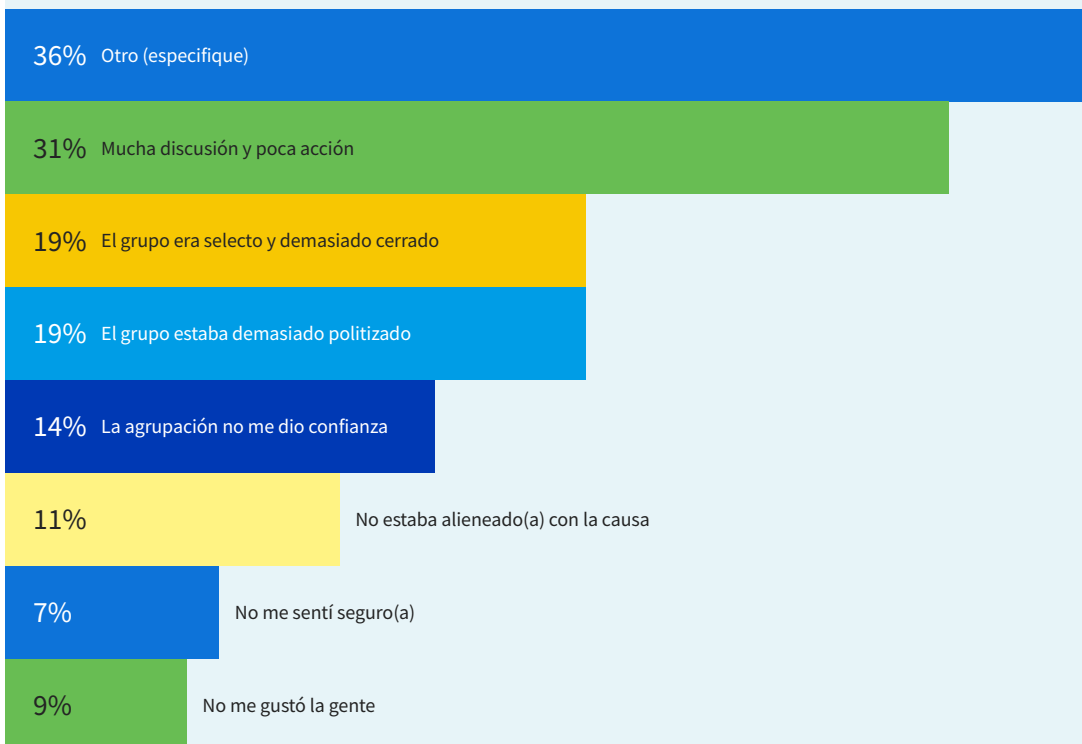 36% Otro (especifique)
31% Mucha discusión y poca acción
19% El grupo era selecto y demasiado cerrado
19% El grupo estaba demasiado politizado
14% La agrupación no me dio confianza
11% No estaba alieneado(a) con la causa
7% No me sentí seguro(a)
9% No me gustó la gente